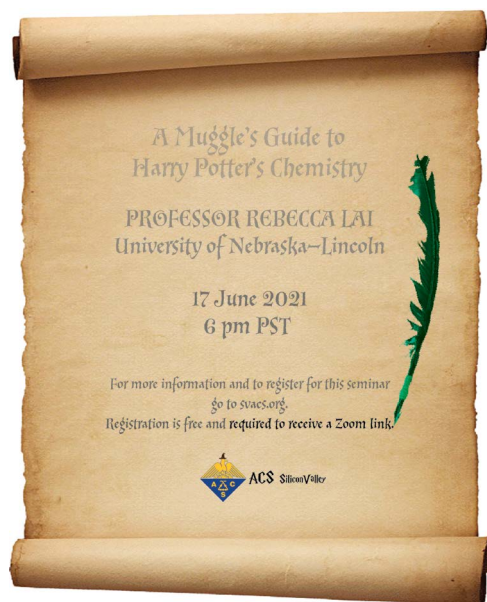 A Muggle's Guide to
Harry Potter's Chemistry
PROFESSOR REBECCA LAI
University of Nebraska–Lincoln
17 June 2021
6 pm PST
For more information and to register for this seminar
go to svacs.org.
Registration is free and required to receive a Zoom link.
A C
S
ACS SiliconValley